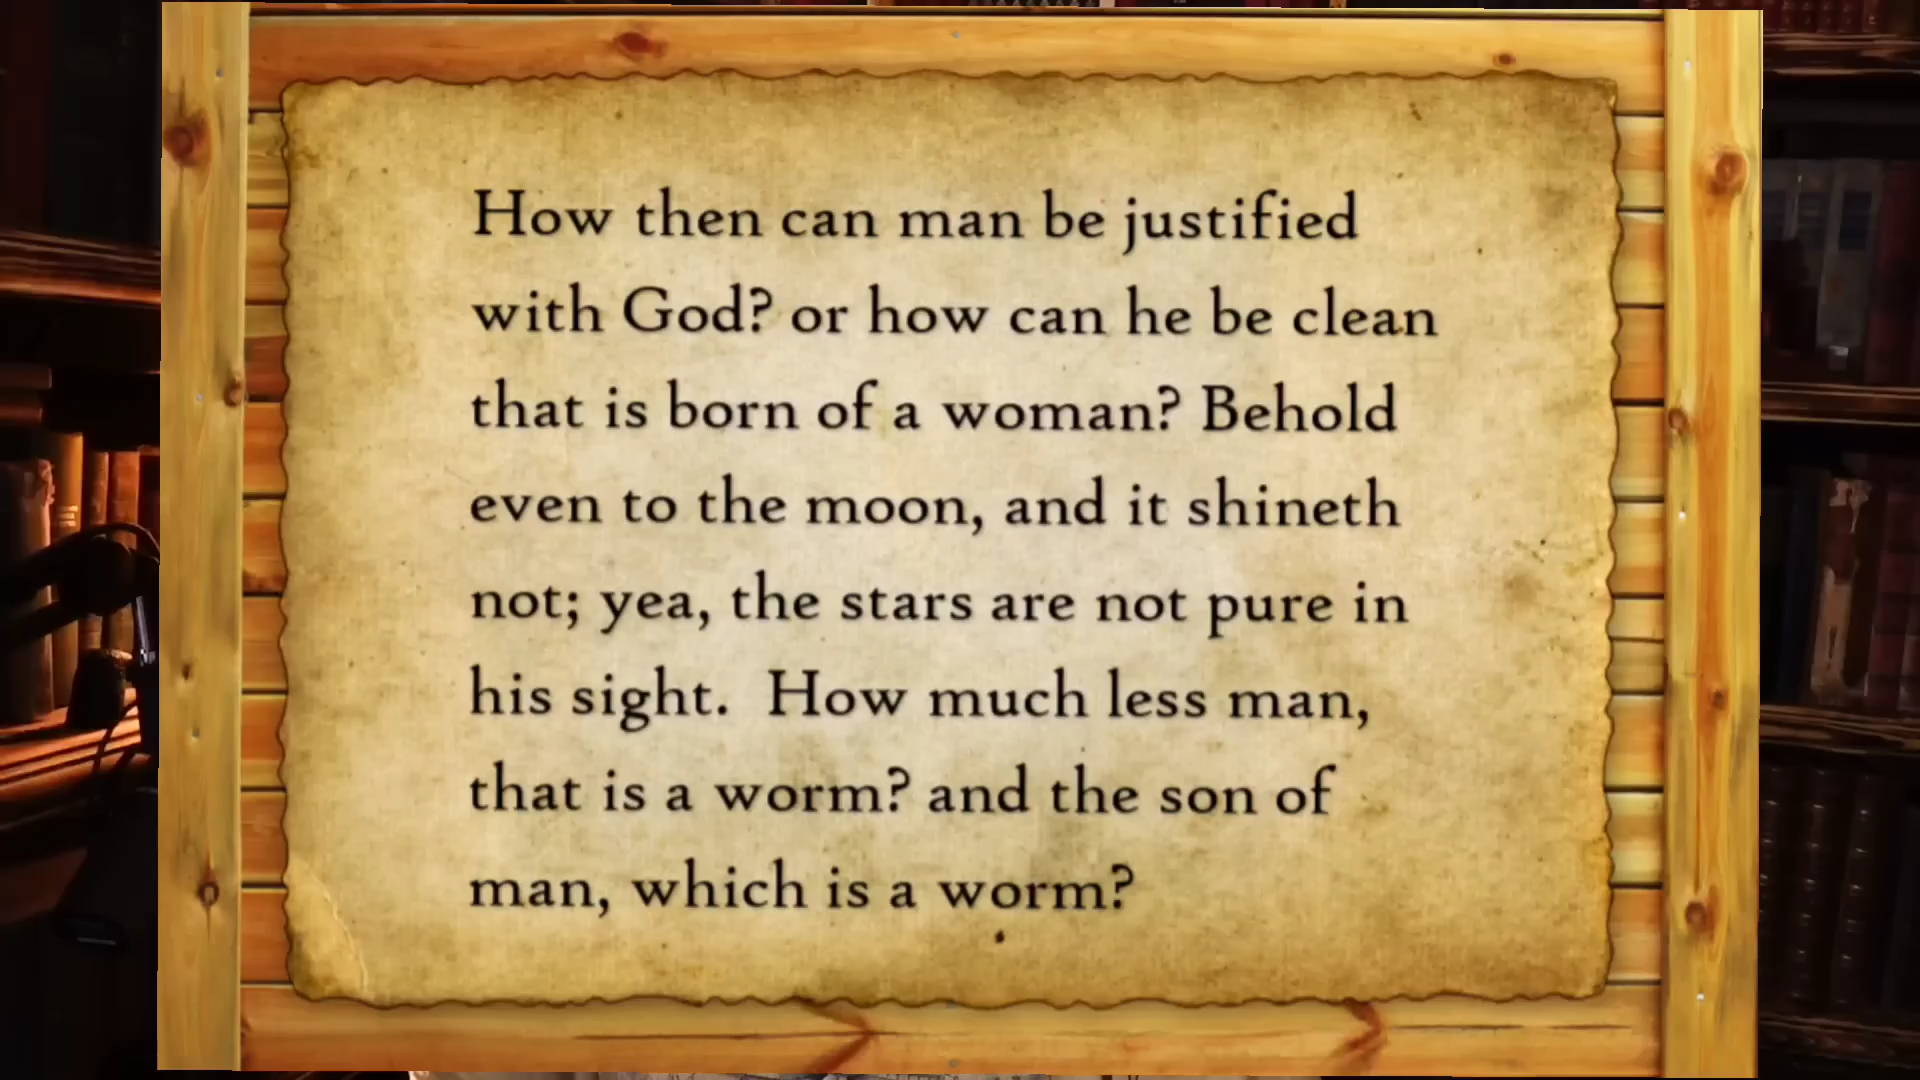 How then can man be justified
with God? or how can he be clean
that is born of a woman? Behold
even to the moon, and it shineth
not; yea, the stars are not pure in
his sight.  How much less man,
that is a worm? and the son of
man, which is a worm?